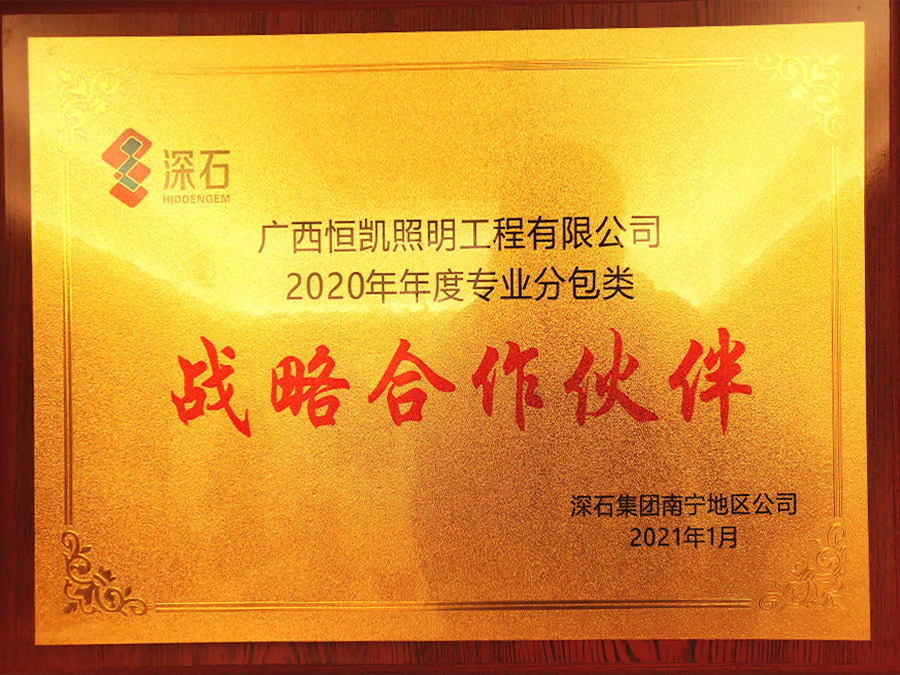 深石
HIDDENGEM
广西恒凯照明工程有限公司
2020年年度专业分包类
战略合作伙伴
深石集团南宁地区公司
2021年1月